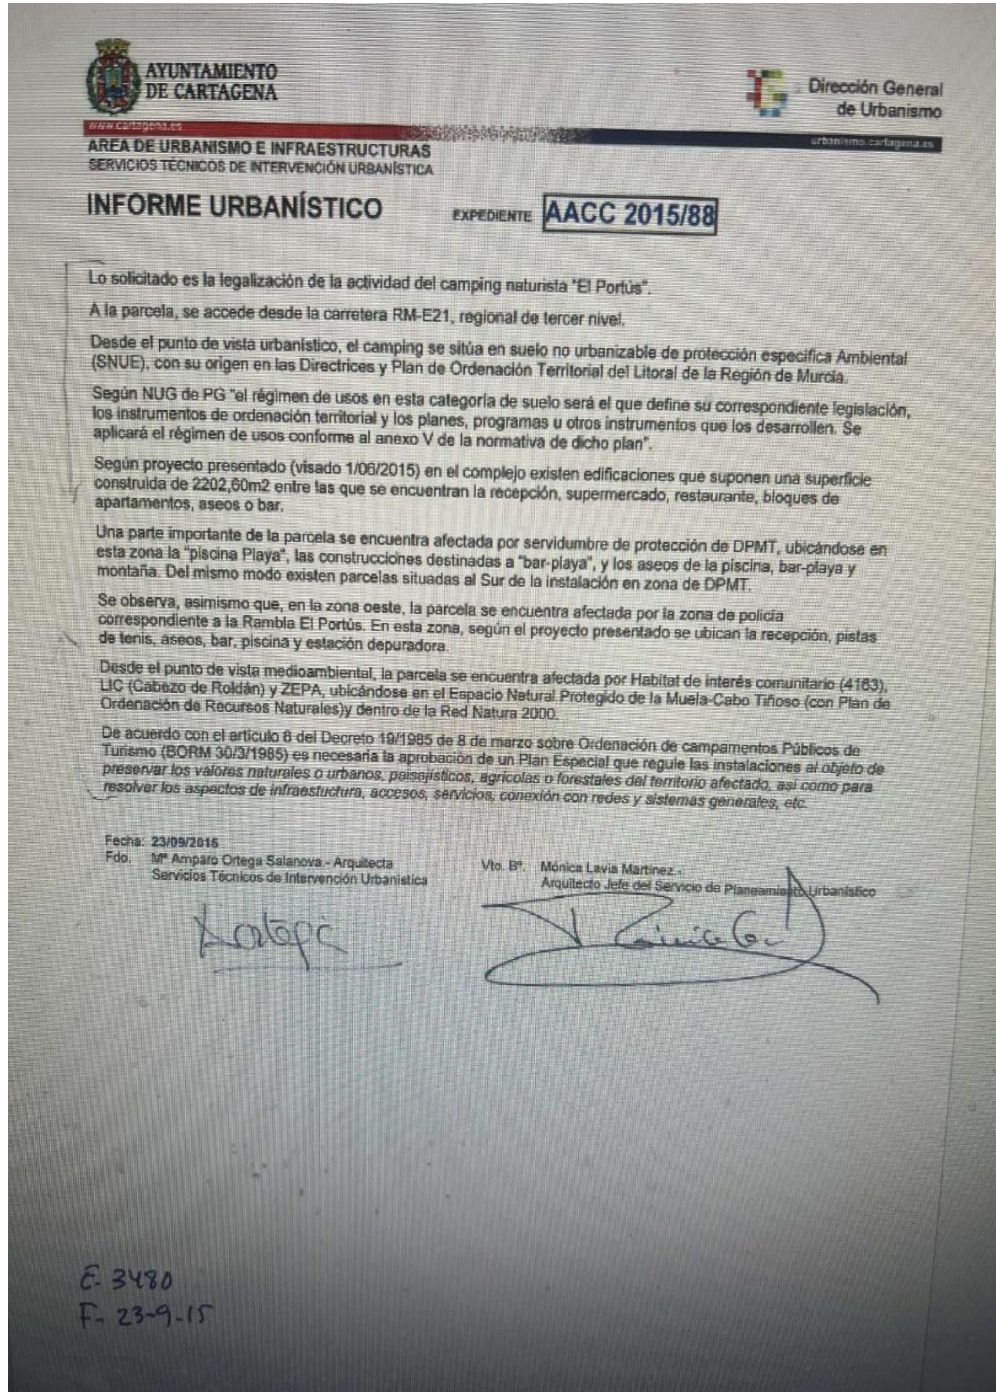 AYUNTAMIENTO
DE CARTAGENA
Dirección General
de Urbanismo
www.cartagena.es
urbanismo.cartagena.es
AREA DE URBANISMO E INFRAESTRUCTURAS
SERVICIOS TÉCNICOS DE INTERVENCIÓN URBANÍSTICA
INFORME URBANÍSTICO
EXPEDIENTE AACC 2015/88
Lo solicitado es la legalización de la actividad del camping naturista "El Portús".
A la parcela, se accede desde la carretera RM-E21, regional de tercer nivel.
Desde el punto de vista urbanístico, el camping se sitúa en suelo no urbanizable de protección especifica Ambiental
(SNUE), con su origen en las Directrices y Plan de Ordenación Territorial del Litoral de la Región de Murcia.
Según NUG de PG "el régimen de usos en esta categoría de suelo será el que define su correspondiente legislación,
los instrumentos de ordenación territorial y los planes, programas u otros instrumentos que los desarrollen. Se
aplicará el régimen de usos conforme al anexo V de la normativa de dicho plan".
Según proyecto presentado (visado 1/06/2015) en el complejo existen edificaciones que suponen una superficie
construida de 2202,60m2 entre las que se encuentran la recepción, supermercado, restaurante, bloques de
apartamentos, aseos o bar.
Una parte importante de la parcela se encuentra afectada por servidumbre de protección de DPMT, ubicándose en
esta zona la "piscina Playa", las construcciones destinadas a "bar-playa", y los aseos de la piscina, bar-playa y
montaña. Del mismo modo existen parcelas situadas al Sur de la instalación en zona de DPMT.
Se observa, asimismo que, en la zona oeste, la parcela se encuentra afectada por la zona de policía
correspondiente a la Rambla El Portús. En esta zona, según el proyecto presentado se ubican la recepción, pistas
de tenis, aseos, bar, piscina y estación depuradora.
Desde el punto de vista medioambiental, la parcela se encuentra afectada por Habitat de interés comunitario (4163),
LIC (Cabezo de Roldán) y ZEPA, ubicándose en el Espacio Natural Protegido de la Muela-Cabo Tiñoso (con Plan de
Ordenación de Recursos Naturales)y dentro de la Red Natura 2000.
De acuerdo con el artículo 8 del Decreto 19/1985 de 8 de marzo sobre Ordenación de campamentos Públicos de
Turismo (BORM 30/3/1985) es necesaria la aprobación de un Plan Especial que regule las instalaciones al objeto de
preservar los valores naturales o urbanos, paisajísticos, agrícolas o forestales del territorio afectado, así como para
resolver los aspectos de infraestuctura, accesos, servicios, conexión con redes y sistemas generales, etc.
Fecha: 23/09/2015
Fdo. Mª Amparo Ortega Salanova - Arquitecta
Servicios Técnicos de Intervención Urbanística
Vto. Bº. Mónica Lavia Martínez -
Arquitecto Jefe del Servicio de Planeamiento Urbanístico
E- 3480
F- 23-9-15